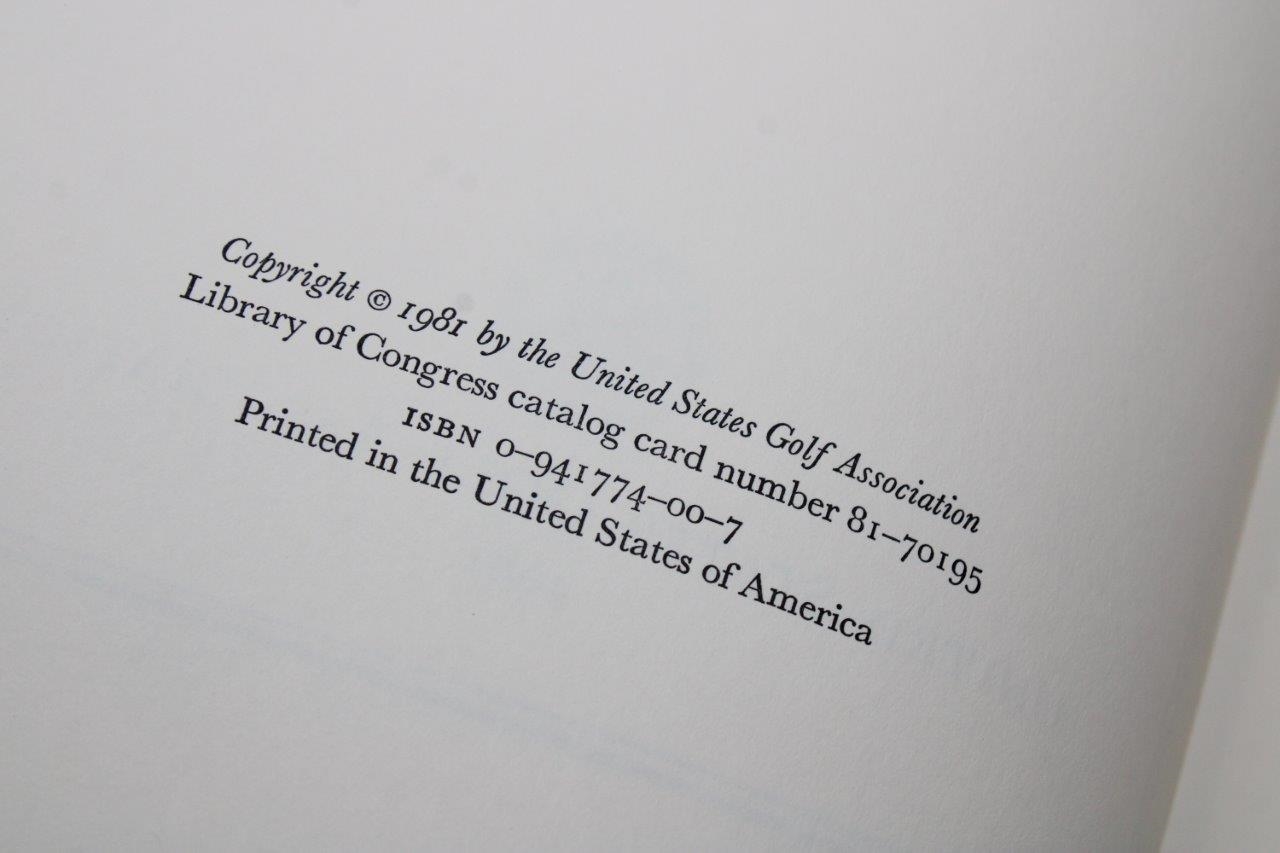 Copyright © 1981 by the United States Golf Association
Library of Congress catalog card number 81–70195
ISBN 0–941774–00–7
Printed in the United States of America